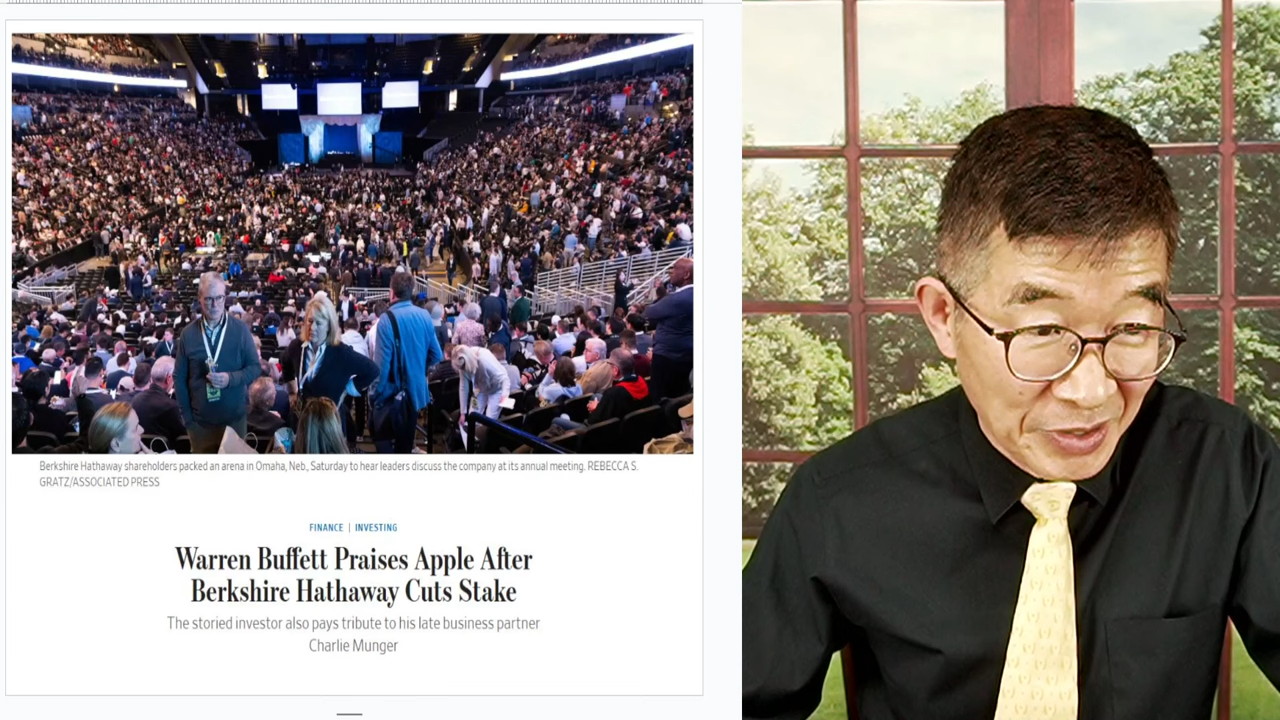 Berkshire Hathaway shareholders packed an arena in Omaha, Neb., Saturday to hear leaders discuss the company at its annual meeting. REBECCA S.
GRATZ/ASSOCIATED PRESS
FINANCE | INVESTING
Warren Buffett Praises Apple After
Berkshire Hathaway Cuts Stake
The storied investor also pays tribute to his late business partner
Charlie Munger